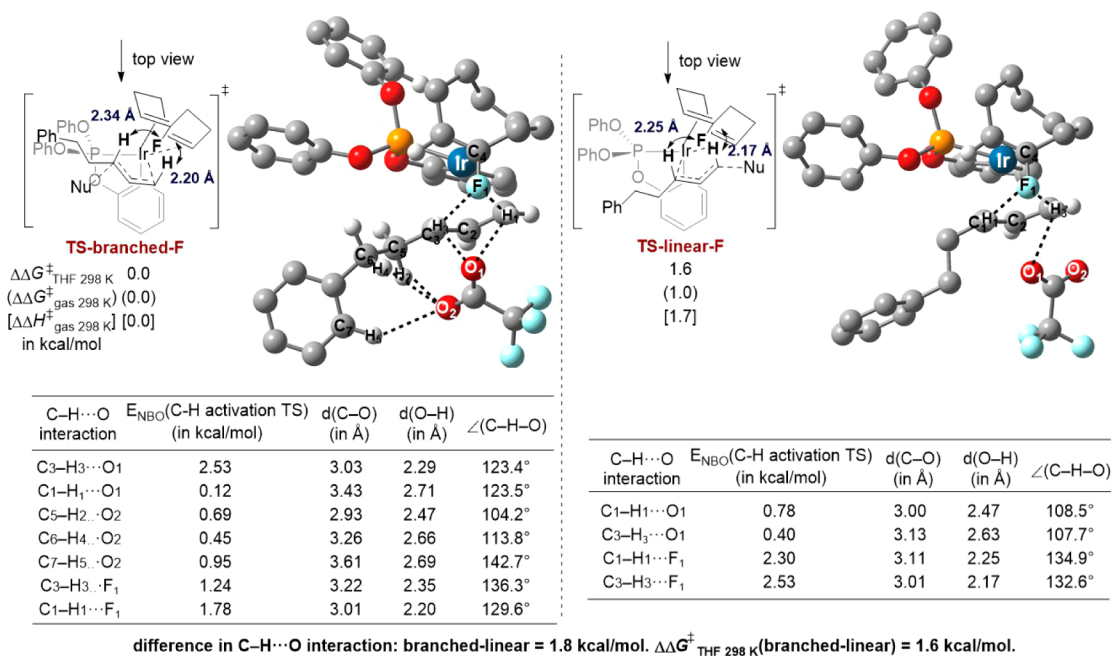 top view
2.34 Å
Ph
PhO
PhO
P
H
F
Ir
H
2.20 Å
Nu
O
‡
TS-branched-F
ΔΔG‡THF 298 K 0.0
(ΔΔG‡gas 298 K) (0.0)
[ΔΔH‡gas 298 K] [0.0]
in kcal/mol
Ir
C4
F1
H3
H1
C3
C2
C5
C6
H4
O1
O2
C7
H5
top view
2.25 Å
PhO
PhO
P
H
F
H
Ir
2.17 Å
O
Nu
Ph
‡
TS-linear-F
1.6
(1.0)
[1.7]
Ir
F1
H1
C2
H3
O1
O2
C–H···O interaction E NBO(C-H activation TS) (in kcal/mol) d(C–O) (in Å) d(O–H) (in Å) ∠(C–H–O)
C3–H3···O1 2.53 3.03 2.29 123.4°
C1–H1···O1 0.12 3.43 2.71 123.5°
C5–H2..·O2 0.69 2.93 2.47 104.2°
C6–H4..·O2 0.45 3.26 2.66 113.8°
C7–H5..·O2 0.95 3.61 2.69 142.7°
C3–H3..·F1 1.24 3.22 2.35 136.3°
C1–H1···F1 1.78 3.01 2.20 129.6°
C–H···O interaction E NBO(C-H activation TS) (in kcal/mol) d(C–O) (in Å) d(O–H) (in Å) ∠(C–H–O)
C1–H1···O1 0.78 3.00 2.47 108.5°
C3–H3···O1 0.40 3.13 2.63 107.7°
C1–H1···F1 2.30 3.11 2.25 134.9°
C3–H3···F1 2.53 3.01 2.17 132.6°
difference in C–H···O interaction: branched-linear = 1.8 kcal/mol. ΔΔG‡THF 298 K(branched-linear) = 1.6 kcal/mol.